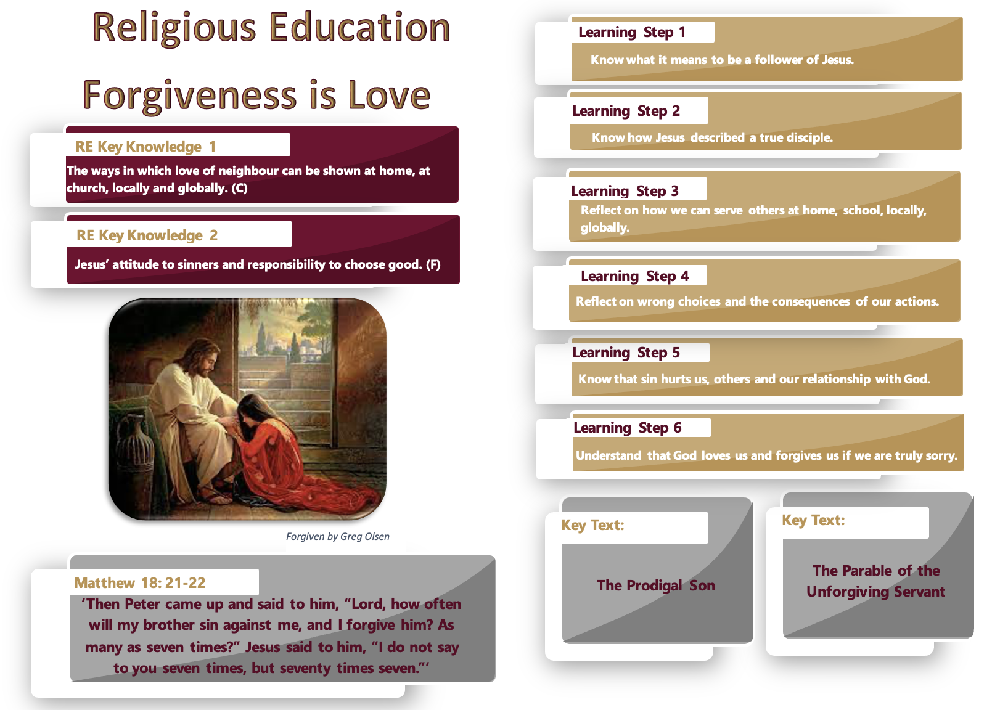 Religious Education
Forgiveness is Love
RE Key Knowledge 1
The ways in which love of neighbour can be shown at home, at
church, locally and globally. (C)
RE Key Knowledge 2
Jesus’ attitude to sinners and responsibility to choose good. (F)
Forgiven by Greg Olsen
Matthew 18: 21-22
‘Then Peter came up and said to him, “Lord, how often
will my brother sin against me, and I forgive him? As
many as seven times?” Jesus said to him, “I do not say
to you seven times, but seventy times seven.”’
Learning Step 1
Know what it means to be a follower of Jesus.
Learning Step 2
Know how Jesus described a true disciple.
Learning Step 3
Reflect on how we can serve others at home, school, locally,
globally.
Learning Step 4
Reflect on wrong choices and the consequences of our actions.
Learning Step 5
Know that sin hurts us, others and our relationship with God.
Learning Step 6
Understand that God loves us and forgives us if we are truly sorry.
Key Text:
The Prodigal Son
Key Text:
The Parable of the
Unforgiving Servant